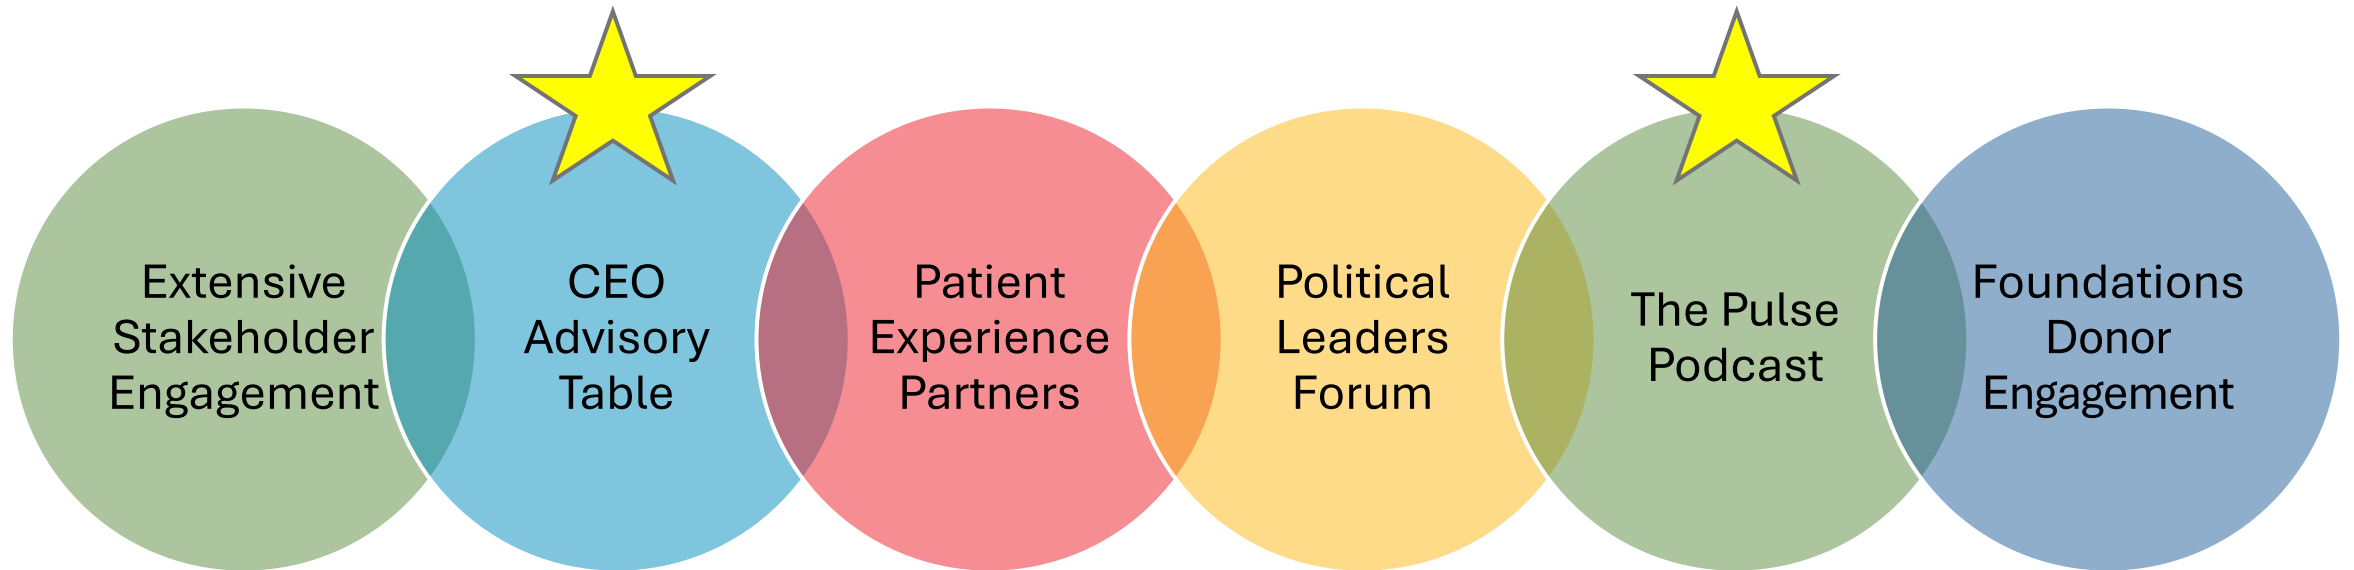 Extensive
Stakeholder
Engagement
CEO
Advisory
Table
Patient
Experience
Partners
Political
Leaders
Forum
The Pulse
Podcast
Foundations
Donor
Engagement